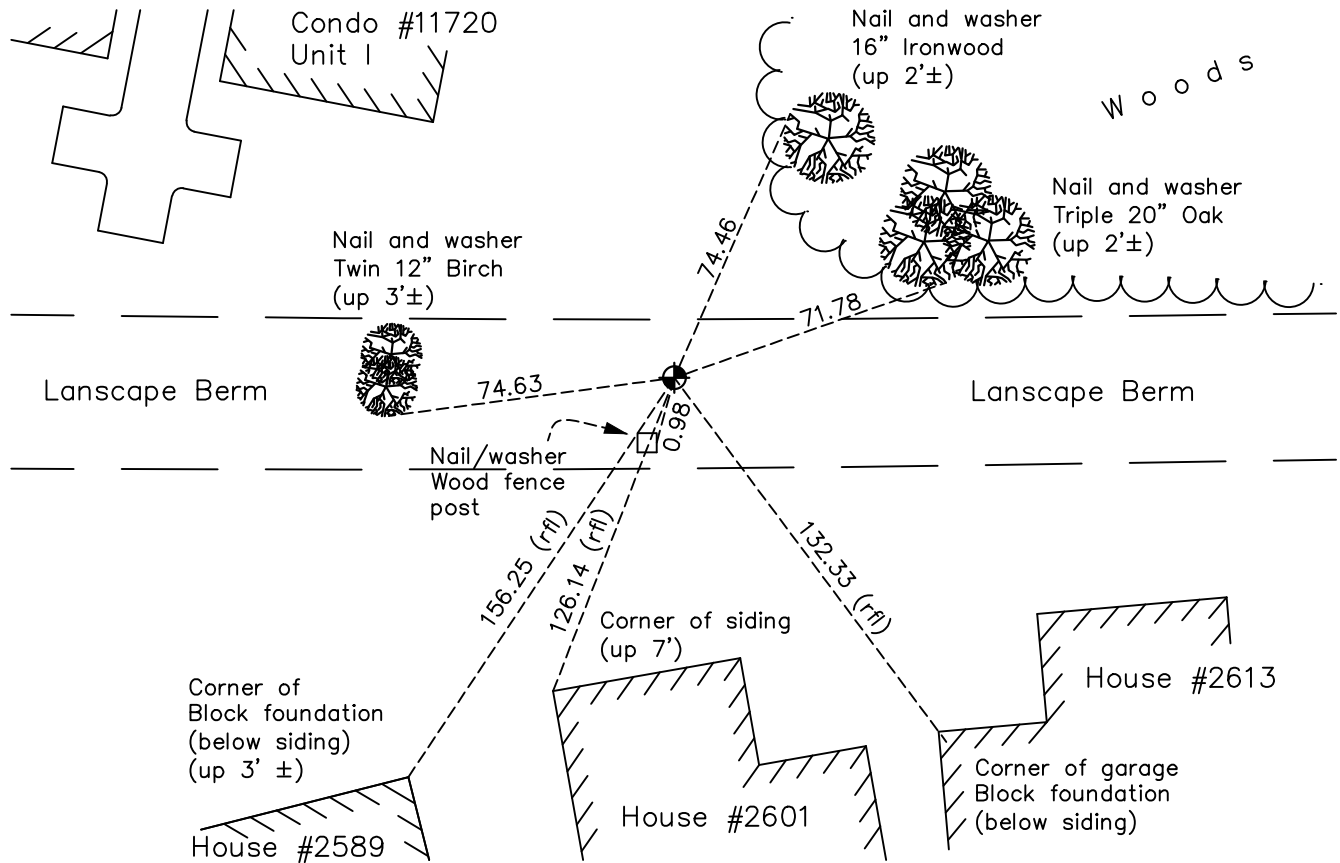 Condo #11720
Unit I
Nail and washer
16" Ironwood
(up 2'±)
Woods
Nail and washer
Triple 20" Oak
(up 2'±)
Nail and washer
Twin 12" Birch
(up 3'±)
74.46
71.78
74.63
Lanscape Berm
Lanscape Berm
0.98
Nail/washer
Wood fence
post
156.25 (rfl)
126.14 (rfl)
132.33 (rfl)
Corner of siding
(up 7')
Corner of
Block foundation
(below siding)
(up 3' ±)
House #2613
Corner of garage
Block foundation
(below siding)
House #2601
House #2589